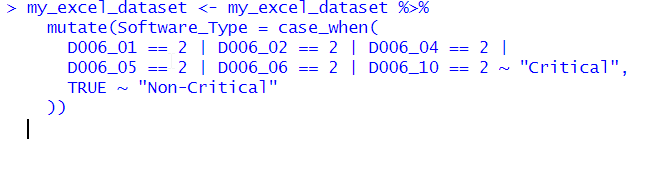 > my_excel_dataset <- my_excel_dataset %>%
    mutate(Software_Type = case_when(
      D006_01 == 2 | D006_02 == 2 | D006_04 == 2 |
      D006_05 == 2 | D006_06 == 2 | D006_10 == 2 ~ "Critical",
      TRUE ~ "Non-Critical"
    ))